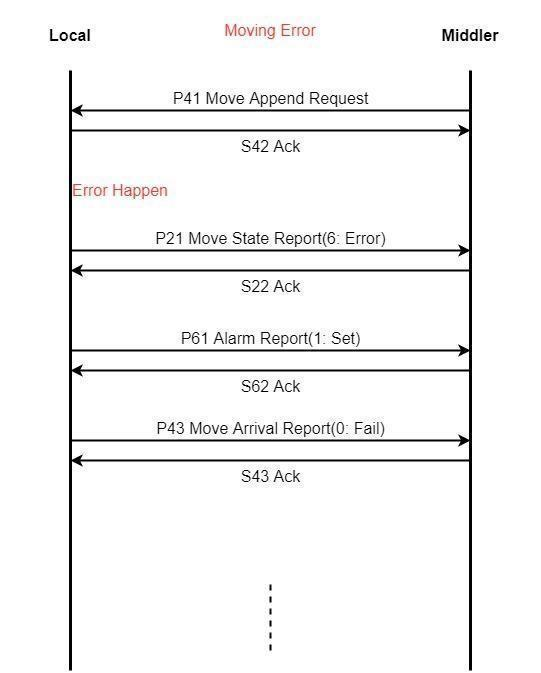 Local
Moving Error
Middler
P41 Move Append Request
S42 Ack
Error Happen
P21 Move State Report(6: Error)
S22 Ack
P61 Alarm Report(1: Set)
S62 Ack
P43 Move Arrival Report(0: Fail)
S43 Ack